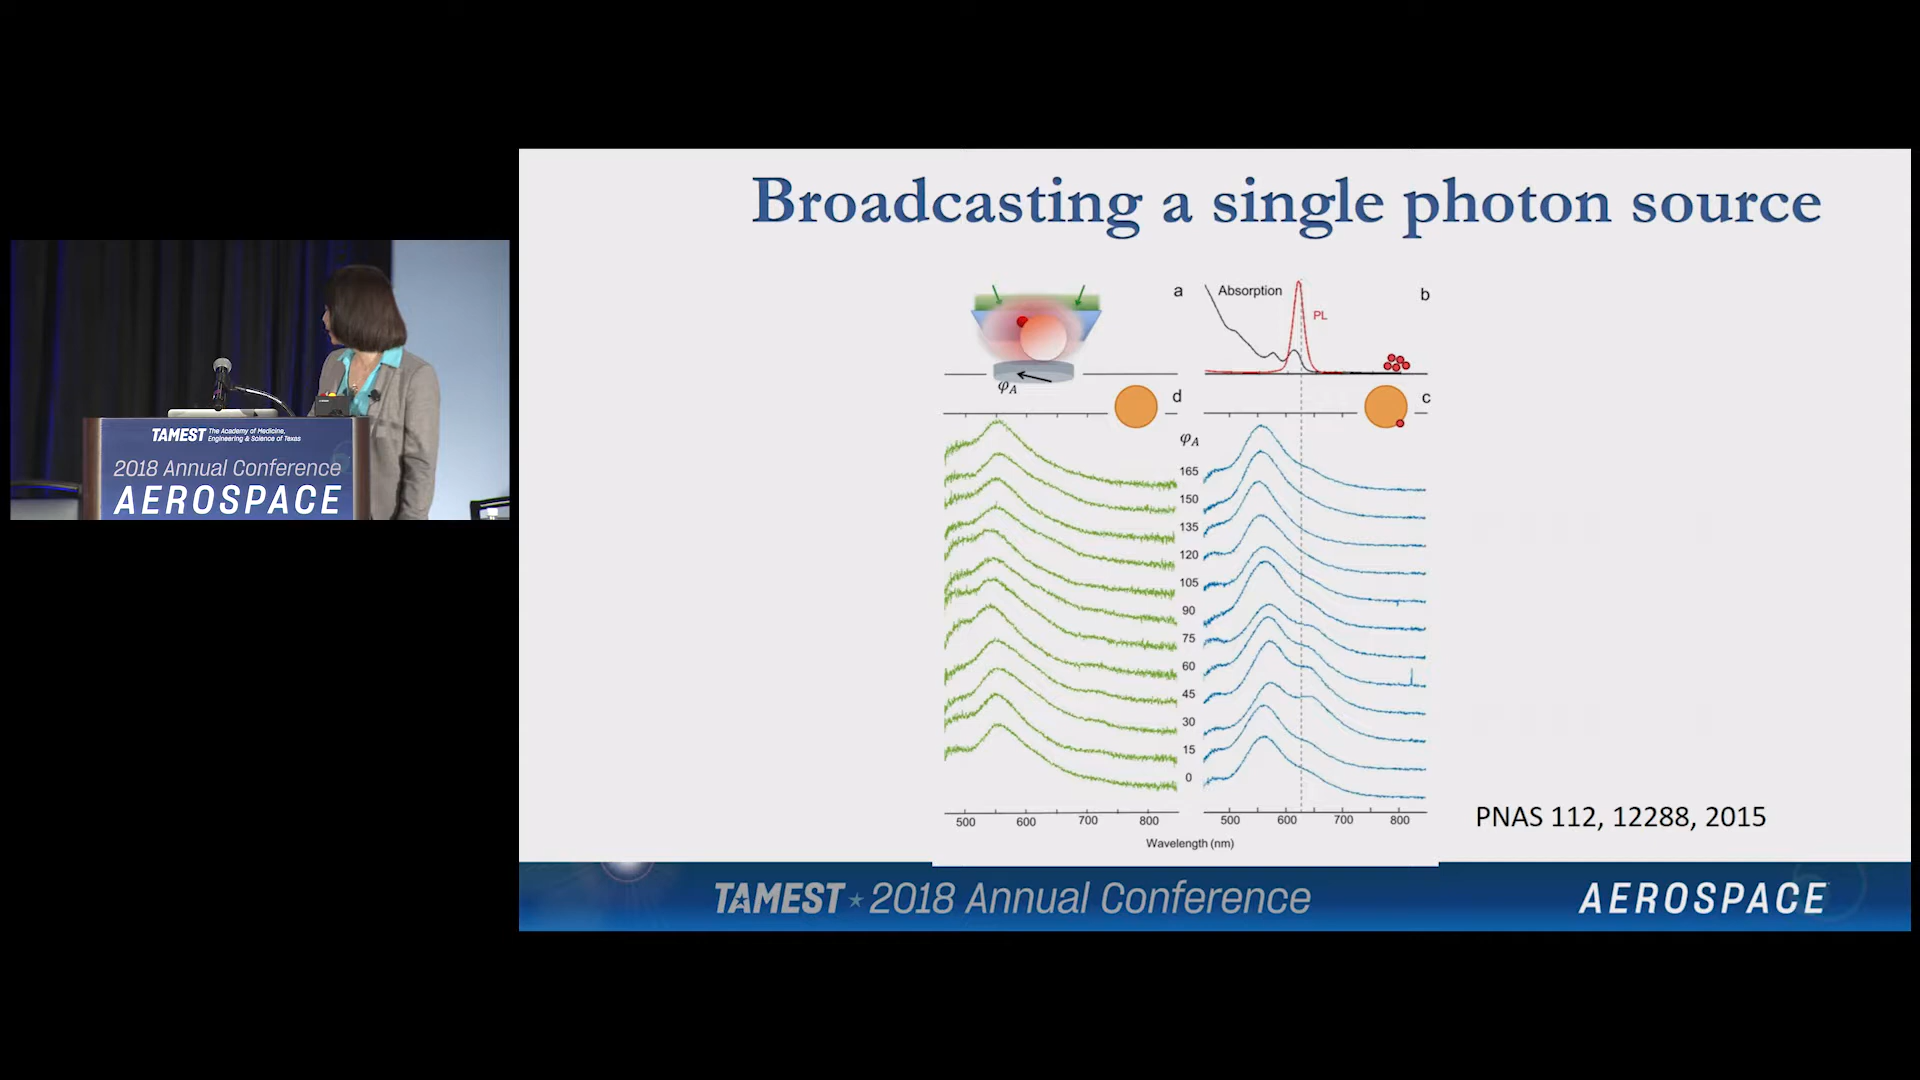 Broadcasting a single photon source
a
φA
Absorption
PL
b
d
c
φA
165
150
135
120
105
90
75
60
45
30
15
0
500 600 700 800
500 600 700 800
Wavelength (nm)
PNAS 112, 12288, 2015
TAMEST 2018 Annual Conference
AEROSPACE
TAMEST The Academy of Medicine,
Engineering & Science of Texas
2018 Annual Conference
AEROSPACE